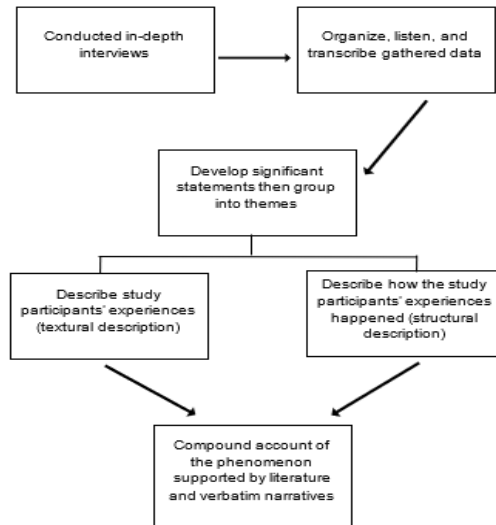 Conducted in-depth
interviews
Organize, listen, and
transcribe gathered data
Develop significant
statements then group
into themes
Describe study
participants' experiences
(textural description)
Describe how the study
participants' experiences
happened (structural
description)
Compound account of
the phenomenon
supported by literature
and verbatim narratives